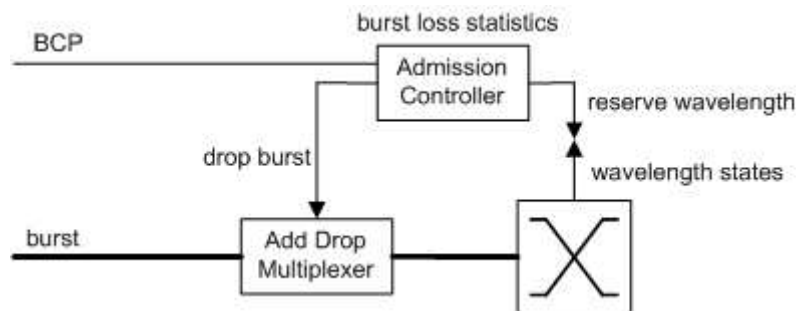 burst loss statistics
BCP
Admission
Controller
reserve wavelength
drop burst
wavelength states
burst
Add Drop
Multiplexer